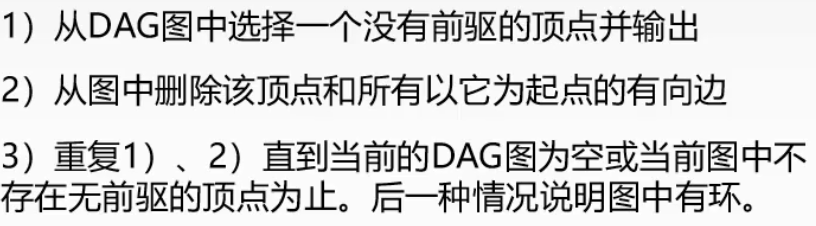 1）从DAG图中选择一个没有前驱的顶点并输出
2）从图中删除该顶点和所有以它为起点的有向边
3）重复1）、2）直到当前的DAG图为空或当前图中不
存在无前驱的顶点为止。后一种情况说明图中有环。